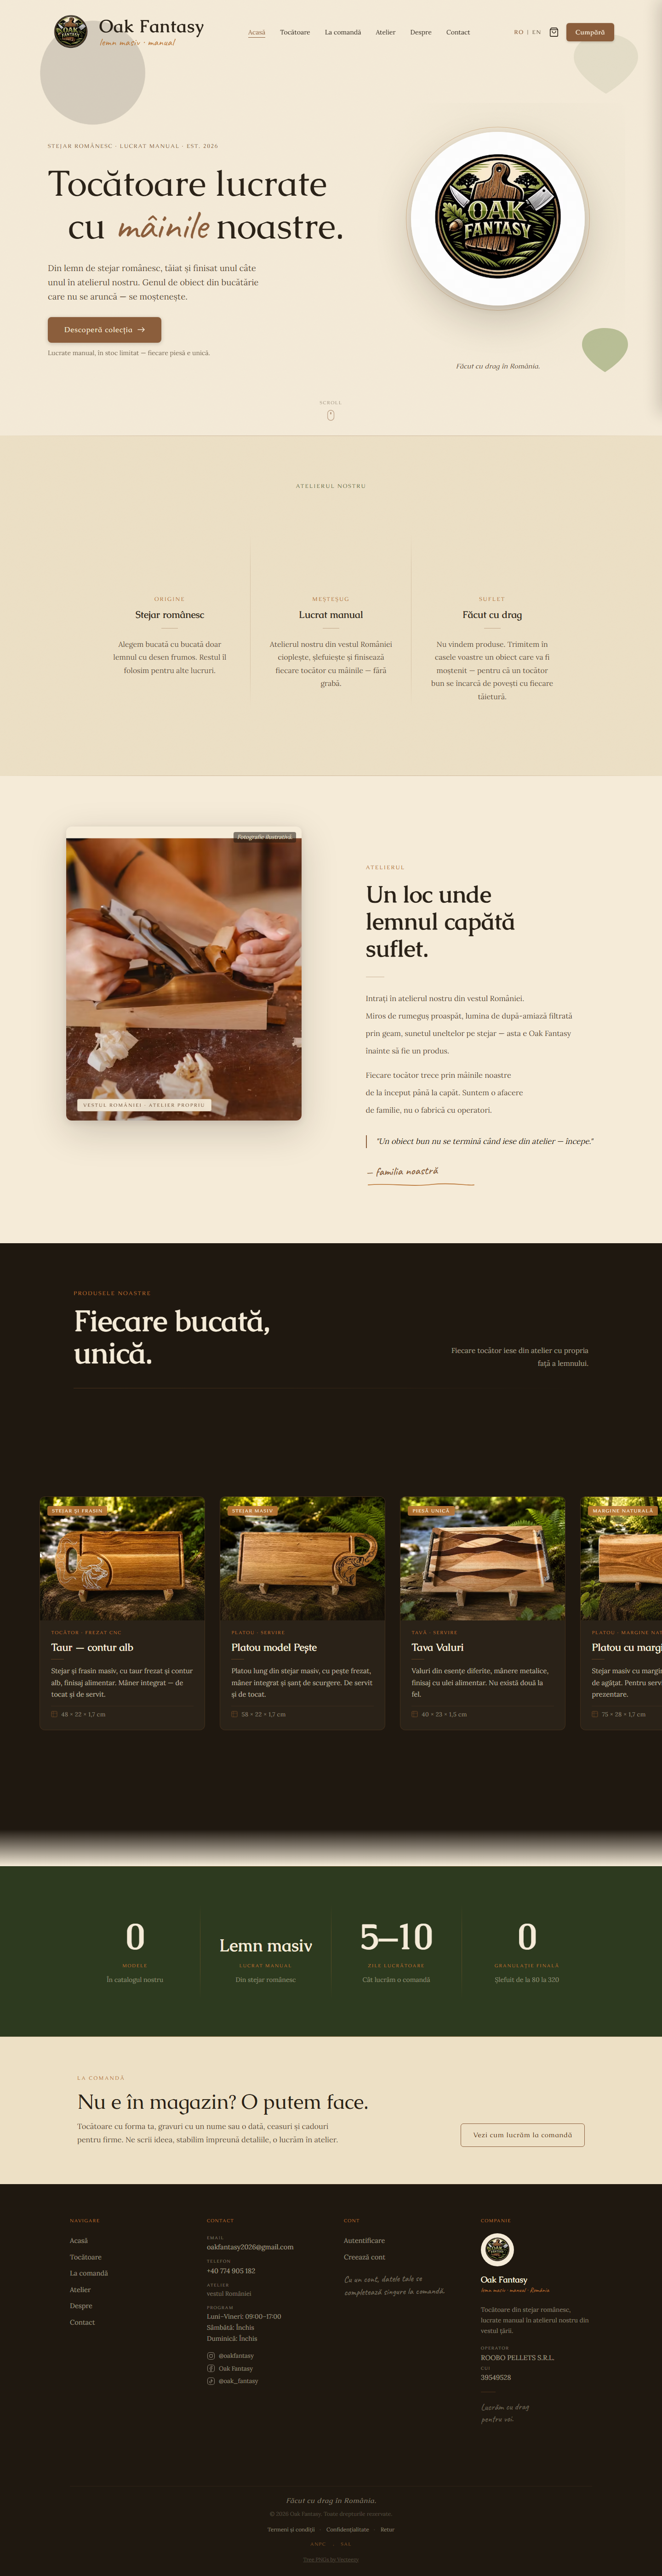 Oak Fantasy
lemn masiv · manual
Acasă
Tocătoare
La comandă
Atelier
Despre
Contact
RO | EN
Cumpără
STEJAR ROMÂNESC · LUCRAT MANUAL · EST. 2026
Tocătoare lucrate
cu mâinile noastre.
OAK
FANTASY
Din lemn de stejar românesc, tăiat și finisat unul câte
unul în atelierul nostru. Genul de obiect din bucătărie
care nu se aruncă — se moștenește.
Descoperă colecția →
Lucrate manual, în stoc limitat — fiecare piesă e unică.
Făcut cu drag în România.
SCROLL
ATELIERUL NOSTRU
ORIGINE
Stejar românesc
Alegem bucată cu bucată doar
lemnul cu desen frumos. Restul îl
folosim pentru alte lucruri.
MEȘTEȘUG
Lucrat manual
Atelierul nostru din vestul României
cioplește, șlefuiește și finisează
fiecare tocător cu mâinile — fără
grabă.
SUFLET
Făcut cu drag
Nu vindem produse. Trimitem în
casele voastre un obiect care va fi
moștenit — pentru că un tocător
bun se încarcă de povești cu fiecare
tăietură.
Fotografie ilustrativă
VESTUL ROMÂNIEI · ATELIER PROPRIU
ATELIERUL
Un loc unde
lemnul capătă
suflet.
Intrați în atelierul nostru din vestul României.
Miros de rumeguș proaspăt, lumina de după-amiază filtrată
prin geam, sunetul uneltelor pe stejar — asta e Oak Fantasy
înainte să fie un produs.
Fiecare tocător trece prin mâinile noastre
de la început până la capăt. Suntem o afacere
de familie, nu o fabrică cu operatori.
"Un obiect bun nu se termină când iese din atelier — începe."
— familia noastră
PRODUSELE NOASTRE
Fiecare bucată,
unică.
Fiecare tocător iese din atelier cu propria
față a lemnului.
STEJAR ȘI FRASIN
TOCĂTOR · FREZAT CNC
Taur — contur alb
Stejar și frasin masiv, cu taur frezat și contur
alb, finisaj alimentar. Mâner integrat — de
tocat și de servit.
48 × 22 × 1,7 cm
STEJAR MASIV
PLATOU · SERVIRE
Platou model Pește
Platou lung din stejar masiv, cu pește frezat,
mâner integrat și șanț de scurgere. De servit
și de tocat.
58 × 22 × 1,7 cm
PIESĂ UNICĂ
TAVĂ · SERVIRE
Tava Valuri
Valuri din esențe diferite, mânere metalice,
finisaj cu ulei alimentar. Nu există două la
fel.
40 × 23 × 1,5 cm
MARGINE NATURALĂ
PLATOU · MARGINE NAT
Platou cu margi
Stejar masiv cu margin
de agățat. Pentru serv
prezentare.
75 × 28 × 1,7 cm
0
MODELE
În catalogul nostru
Lemn masiv
LUCRAT MANUAL
Din stejar românesc
5–10
ZILE LUCRĂTOARE
Cât lucrăm o comandă
0
GRANULAȚIE FINALĂ
Șlefuit de la 80 la 320
LA COMANDĂ
Nu e în magazin? O putem face.
Tocătoare cu forma ta, gravuri cu un nume sau o dată, ceasuri și cadouri
pentru firme. Ne scrii ideea, stabilim împreună detaliile, o lucrăm în atelier.
Vezi cum lucrăm la comandă
NAVIGARE
Acasă
Tocătoare
La comandă
Atelier
Despre
Contact
CONTACT
EMAIL
oakfantasy2026@gmail.com
TELEFON
+40 774 905 182
ATELIER
vestul României
PROGRAM
Luni–Vineri: 09:00–17:00
Sâmbătă: Închis
Duminică: Închis
@oakfantasy
Oak Fantasy
@oak_fantasy
CONT
Autentificare
Creează cont
Cu un cont, datele tale se
completează singure la comandă.
COMPANIE
Oak Fantasy
lemn masiv · manual · România
Tocătoare din stejar românesc,
lucrate manual în atelierul nostru din
vestul țării.
OPERATOR
ROOBO PELLETS S.R.L.
CUI
39549528
Lucrăm cu drag
pentru voi.
Făcut cu drag în România.
© 2026 Oak Fantasy. Toate drepturile rezervate.
Termeni și condiții · Confidențialitate · Retur
ANPC · SAL